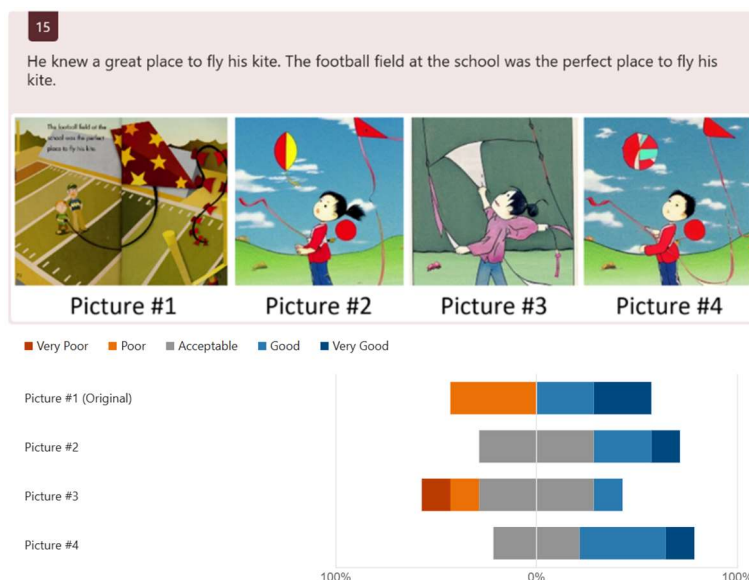 15
He knew a great place to fly his kite. The football field at the school was the perfect place to fly his
kite.
The football field at the
school was the perfect
place to fly his kite.
Picture #1
Picture #2
Picture #3
Picture #4
Very Poor
Poor
Acceptable
Good
Very Good
Picture #1 (Original)
Picture #2
Picture #3
Picture #4
100%
0%
100%